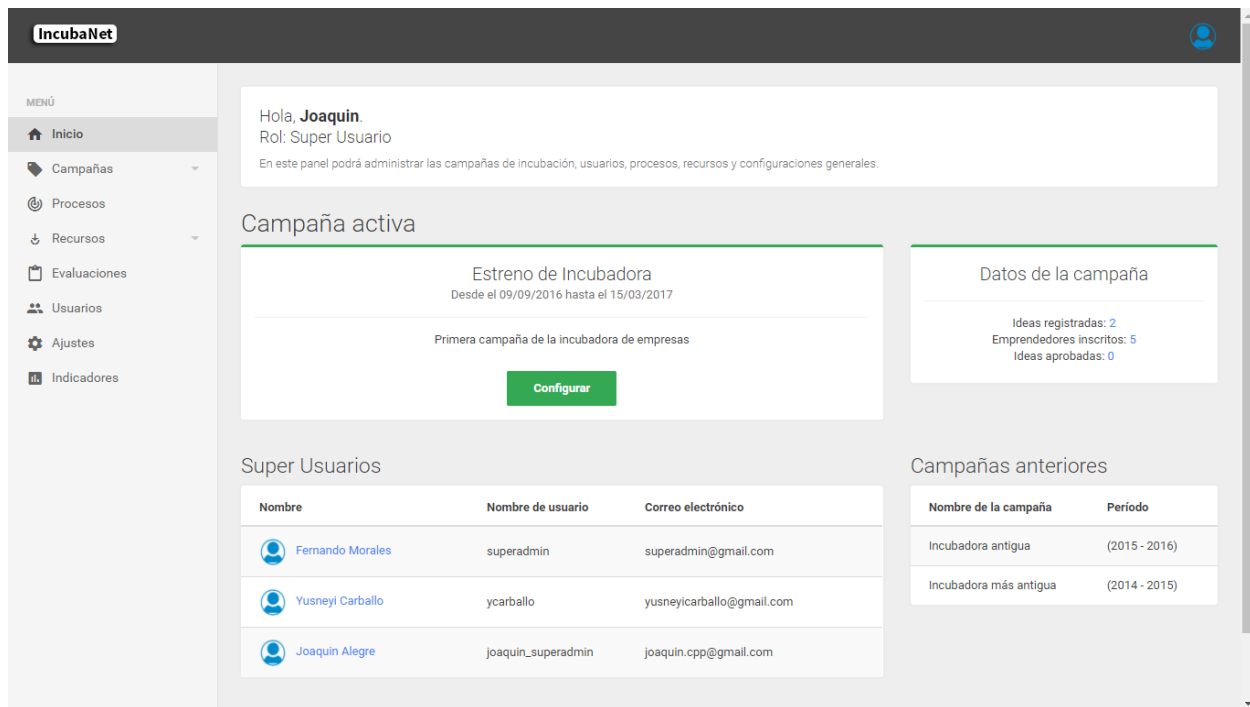 IncubaNet
MENÚ
Inicio
Campañas
Procesos
Recursos
Evaluaciones
Usuarios
Ajustes
Indicadores
Hola, Joaquin.
Rol: Super Usuario
En este panel podrá administrar las campañas de incubación, usuarios, procesos, recursos y configuraciones generales.
Campaña activa
Estreno de Incubadora
Desde el 09/09/2016 hasta el 15/03/2017
Primera campaña de la incubadora de empresas
Configurar
Datos de la campaña
Ideas registradas: 2
Emprendedores inscritos: 5
Ideas aprobadas: 0
Super Usuarios
Nombre Nombre de usuario Correo electrónico
Fernando Morales superadmin superadmin@gmail.com
Yusneyi Carballo ycarballo yusneyicarballo@gmail.com
Joaquin Alegre joaquin_superadmin joaquin.cpp@gmail.com
Campañas anteriores
Nombre de la campaña Período
Incubadora antigua (2015 - 2016)
Incubadora más antigua (2014 - 2015)